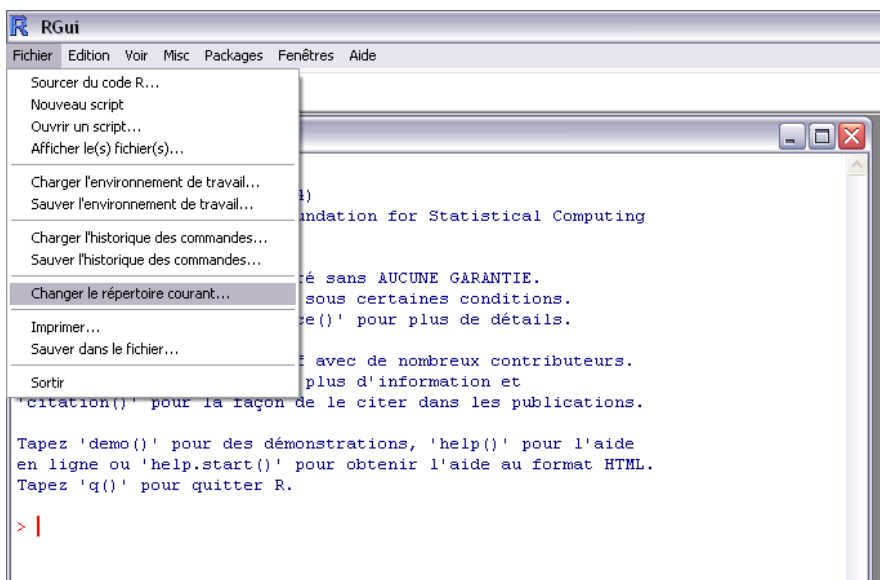 RGui
Fichier Edition Voir Misc Packages Fenêtres Aide
Sourcer du code R...
Nouveau script
Ouvrir un script...
Afficher le(s) fichier(s)...
Charger l'environnement de travail...
Sauver l'environnement de travail...
Charger l'historique des commandes...
Sauver l'historique des commandes...
Changer le répertoire courant...
Imprimer...
Sauver dans le fichier...
Sortir
)
undation for Statistical Computing
é sans AUCUNE GARANTIE.
sous certaines conditions.
ce()' pour plus de détails.
avec de nombreux contributeurs.
plus d'information et
'citation()' pour la façon de le citer dans les publications.
Tapez 'demo()' pour des démonstrations, 'help()' pour l'aide
en ligne ou 'help.start()' pour obtenir l'aide au format HTML.
Tapez 'q()' pour quitter R.
>